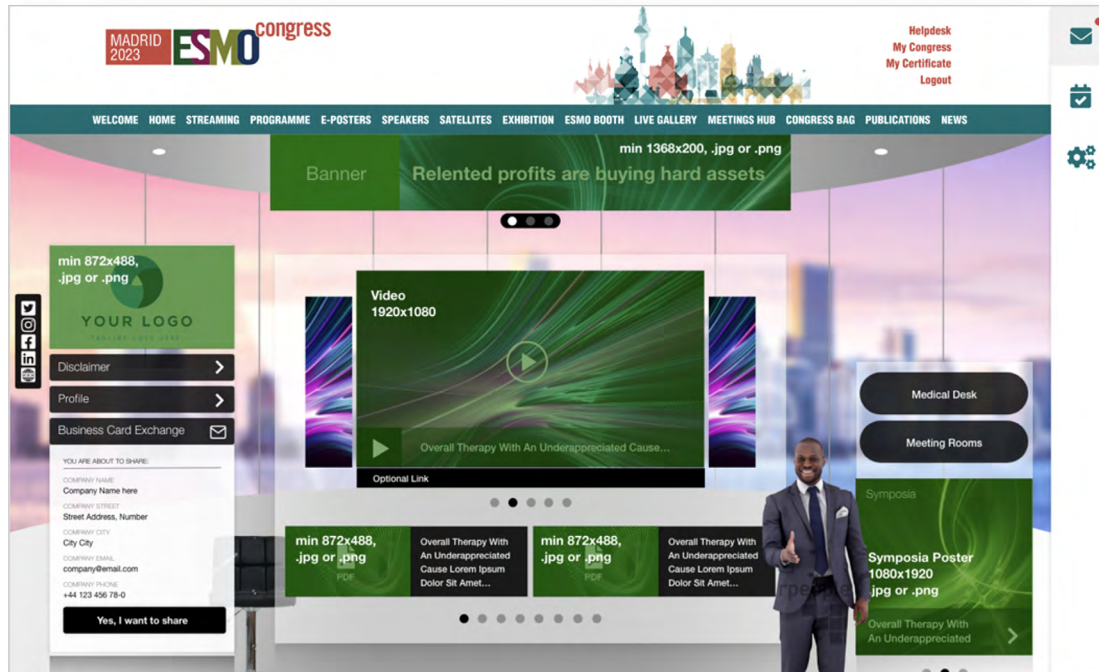 MADRID
2023
ESMO congress
Helpdesk
My Congress
My Certificate
Logout
WELCOME HOME STREAMING PROGRAMME E-POSTERS SPEAKERS SATELLITES EXHIBITION ESMO BOOTH LIVE GALLERY MEETINGS HUB CONGRESS BAG PUBLICATIONS NEWS
min 1368x200, .jpg or .png
Banner
Relented profits are buying hard assets
min 872x488,
.jpg or .png
YOUR LOGO
TAGLINE GOES HERE
Disclaimer
Profile
Business Card Exchange
YOU ARE ABOUT TO SHARE:
COMPANY NAME
Company Name here
COMPANY STREET
Street Address, Number
COMPANY CITY
City City
COMPANY EMAIL
company@email.com
COMPANY PHONE
+44 123 456 78-0
Yes, I want to share
Video
1920x1080
Overall Therapy With An Underappreciated Cause...
Optional Link
min 872x488,
.jpg or .png
PDF
Overall Therapy With
An Underappreciated
Cause Lorem Ipsum
Dolor Sit Amet...
min 872x488,
.jpg or .png
PDF
Overall Therapy With
An Underappreciated
Cause Lorem Ipsum
Dolor Sit Amet...
Medical Desk
Meeting Rooms
Symposia
Symposia Poster
1080x1920
.jpg or .png
Overall Therapy With
An Underappreciated